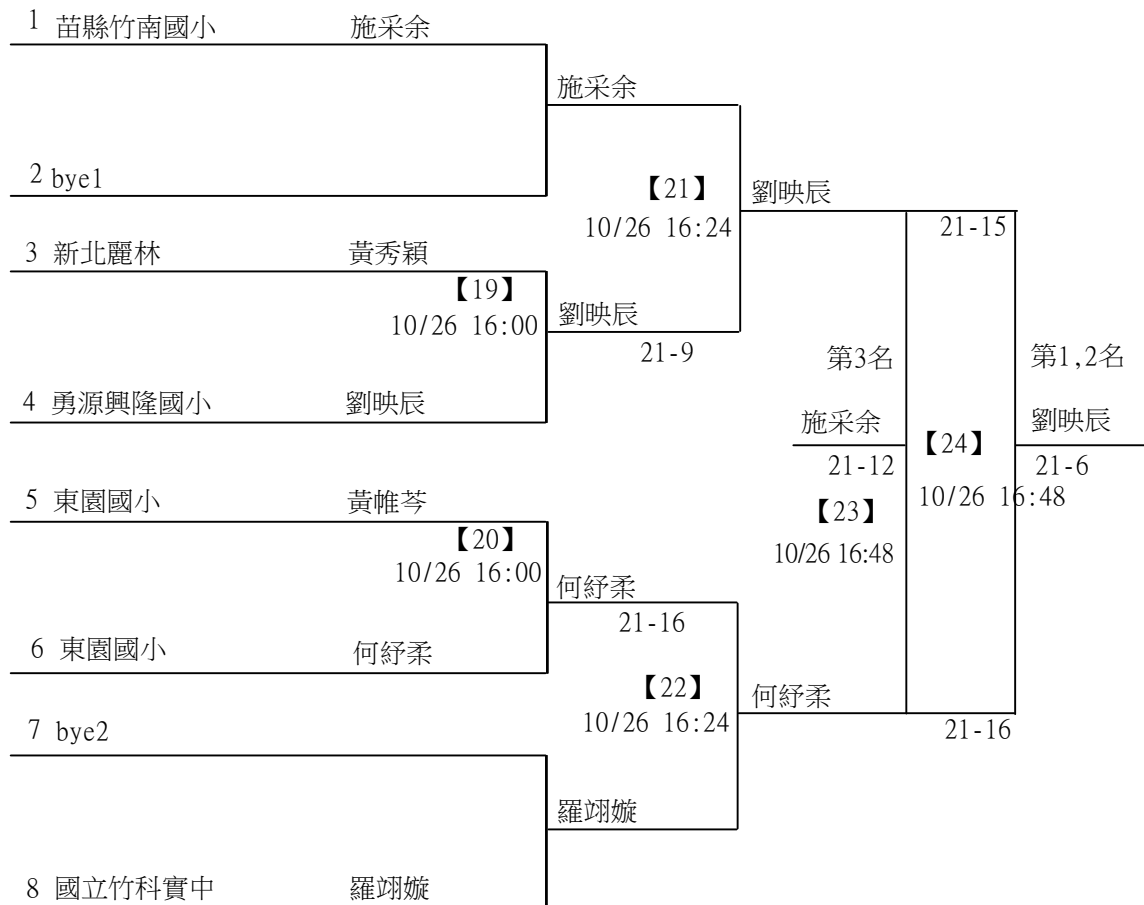 1 苗縣竹南國小 施采余
施采余
2 bye1
【21】
劉映辰
10/26 16:24
21-15
3 新北麗林 黃秀穎
【19】
10/26 16:00
劉映辰
21-9
第3名
第1,2名
4 勇源興隆國小 劉映辰
施采余
劉映辰
【24】
21-12
21-6
10/26 16:48
5 東園國小 黃帷芩
【23】
10/26 16:48
【20】
10/26 16:00
何紓柔
21-16
6 東園國小 何紓柔
【22】
何紓柔
10/26 16:24
21-16
7 bye2
羅翊嫙
8 國立竹科實中 羅翊嫙